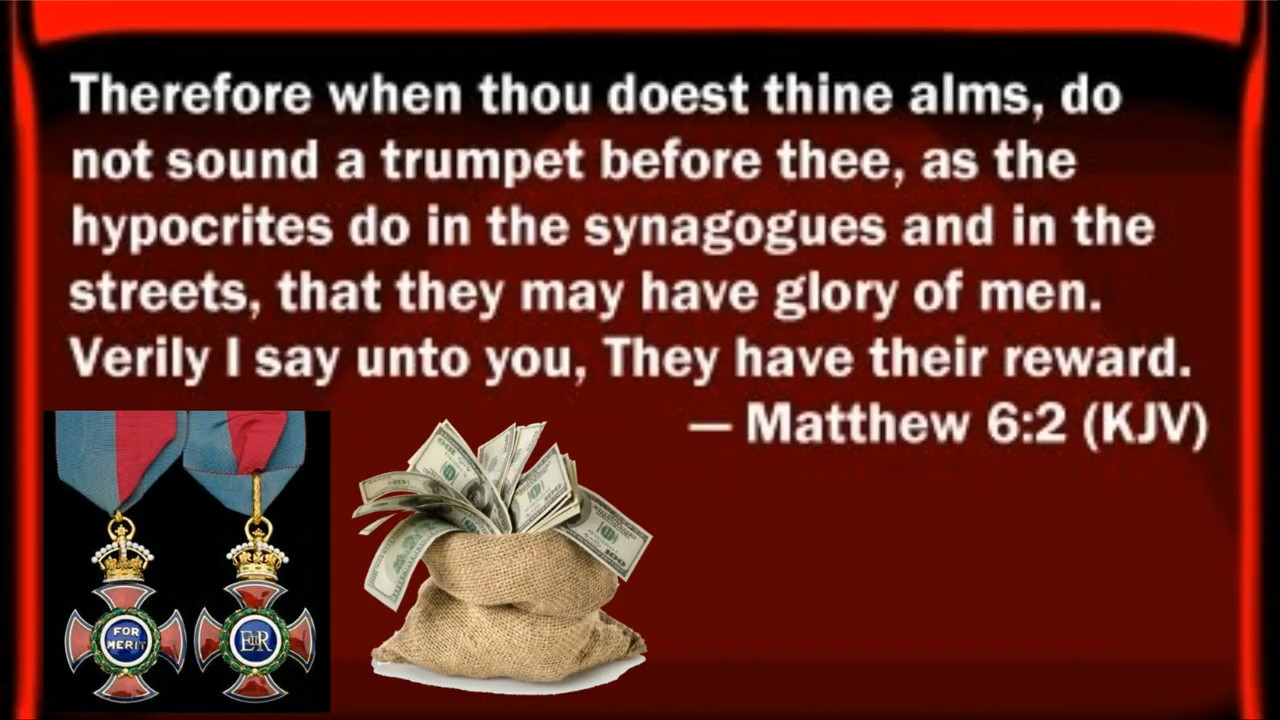 Therefore when thou doest thine alms, do
not sound a trumpet before thee, as the
hypocrites do in the synagogues and in the
streets, that they may have glory of men.
Verily I say unto you, They have their reward.
— Matthew 6:2 (KJV)
FOR
MERIT
EIIR